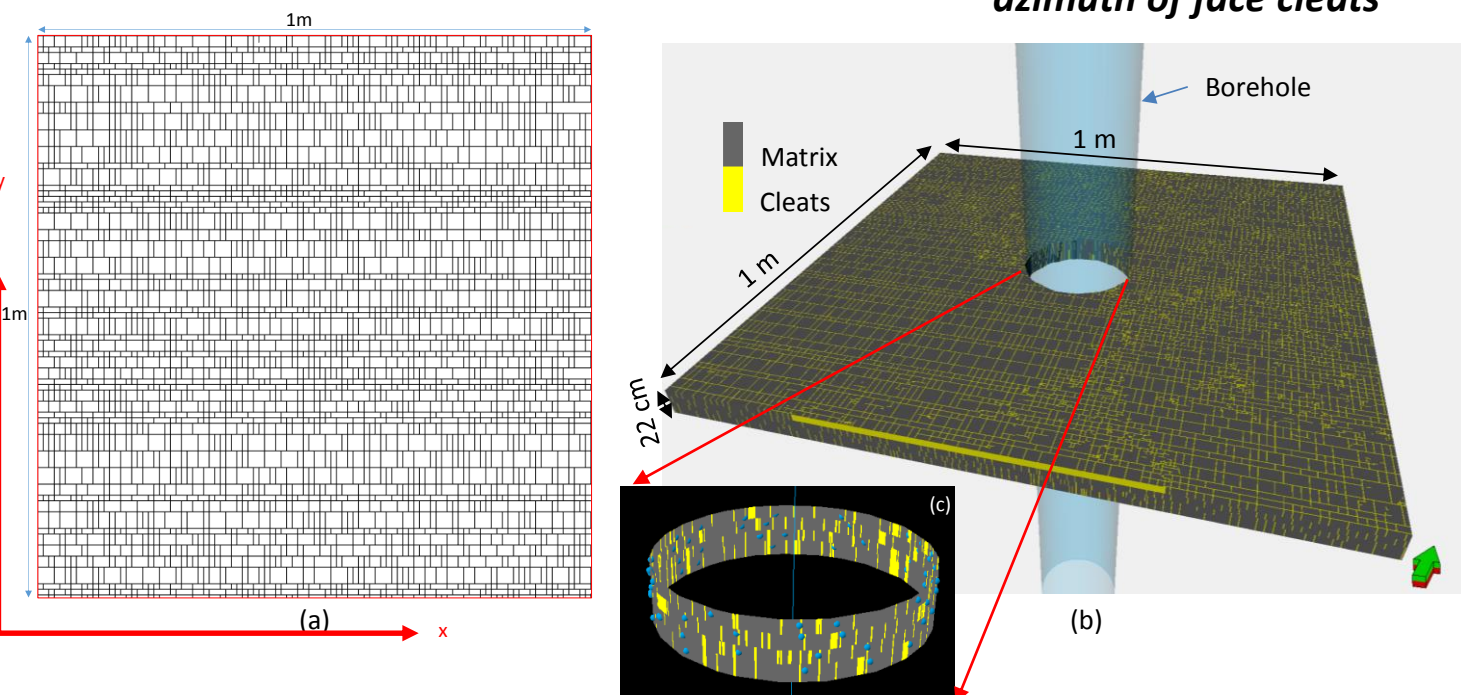 azimuth of face cleats
1m
Borehole
1 m
Matrix
Cleats
y
1 m
1m
22 cm
(c)
(a)
x
(b)